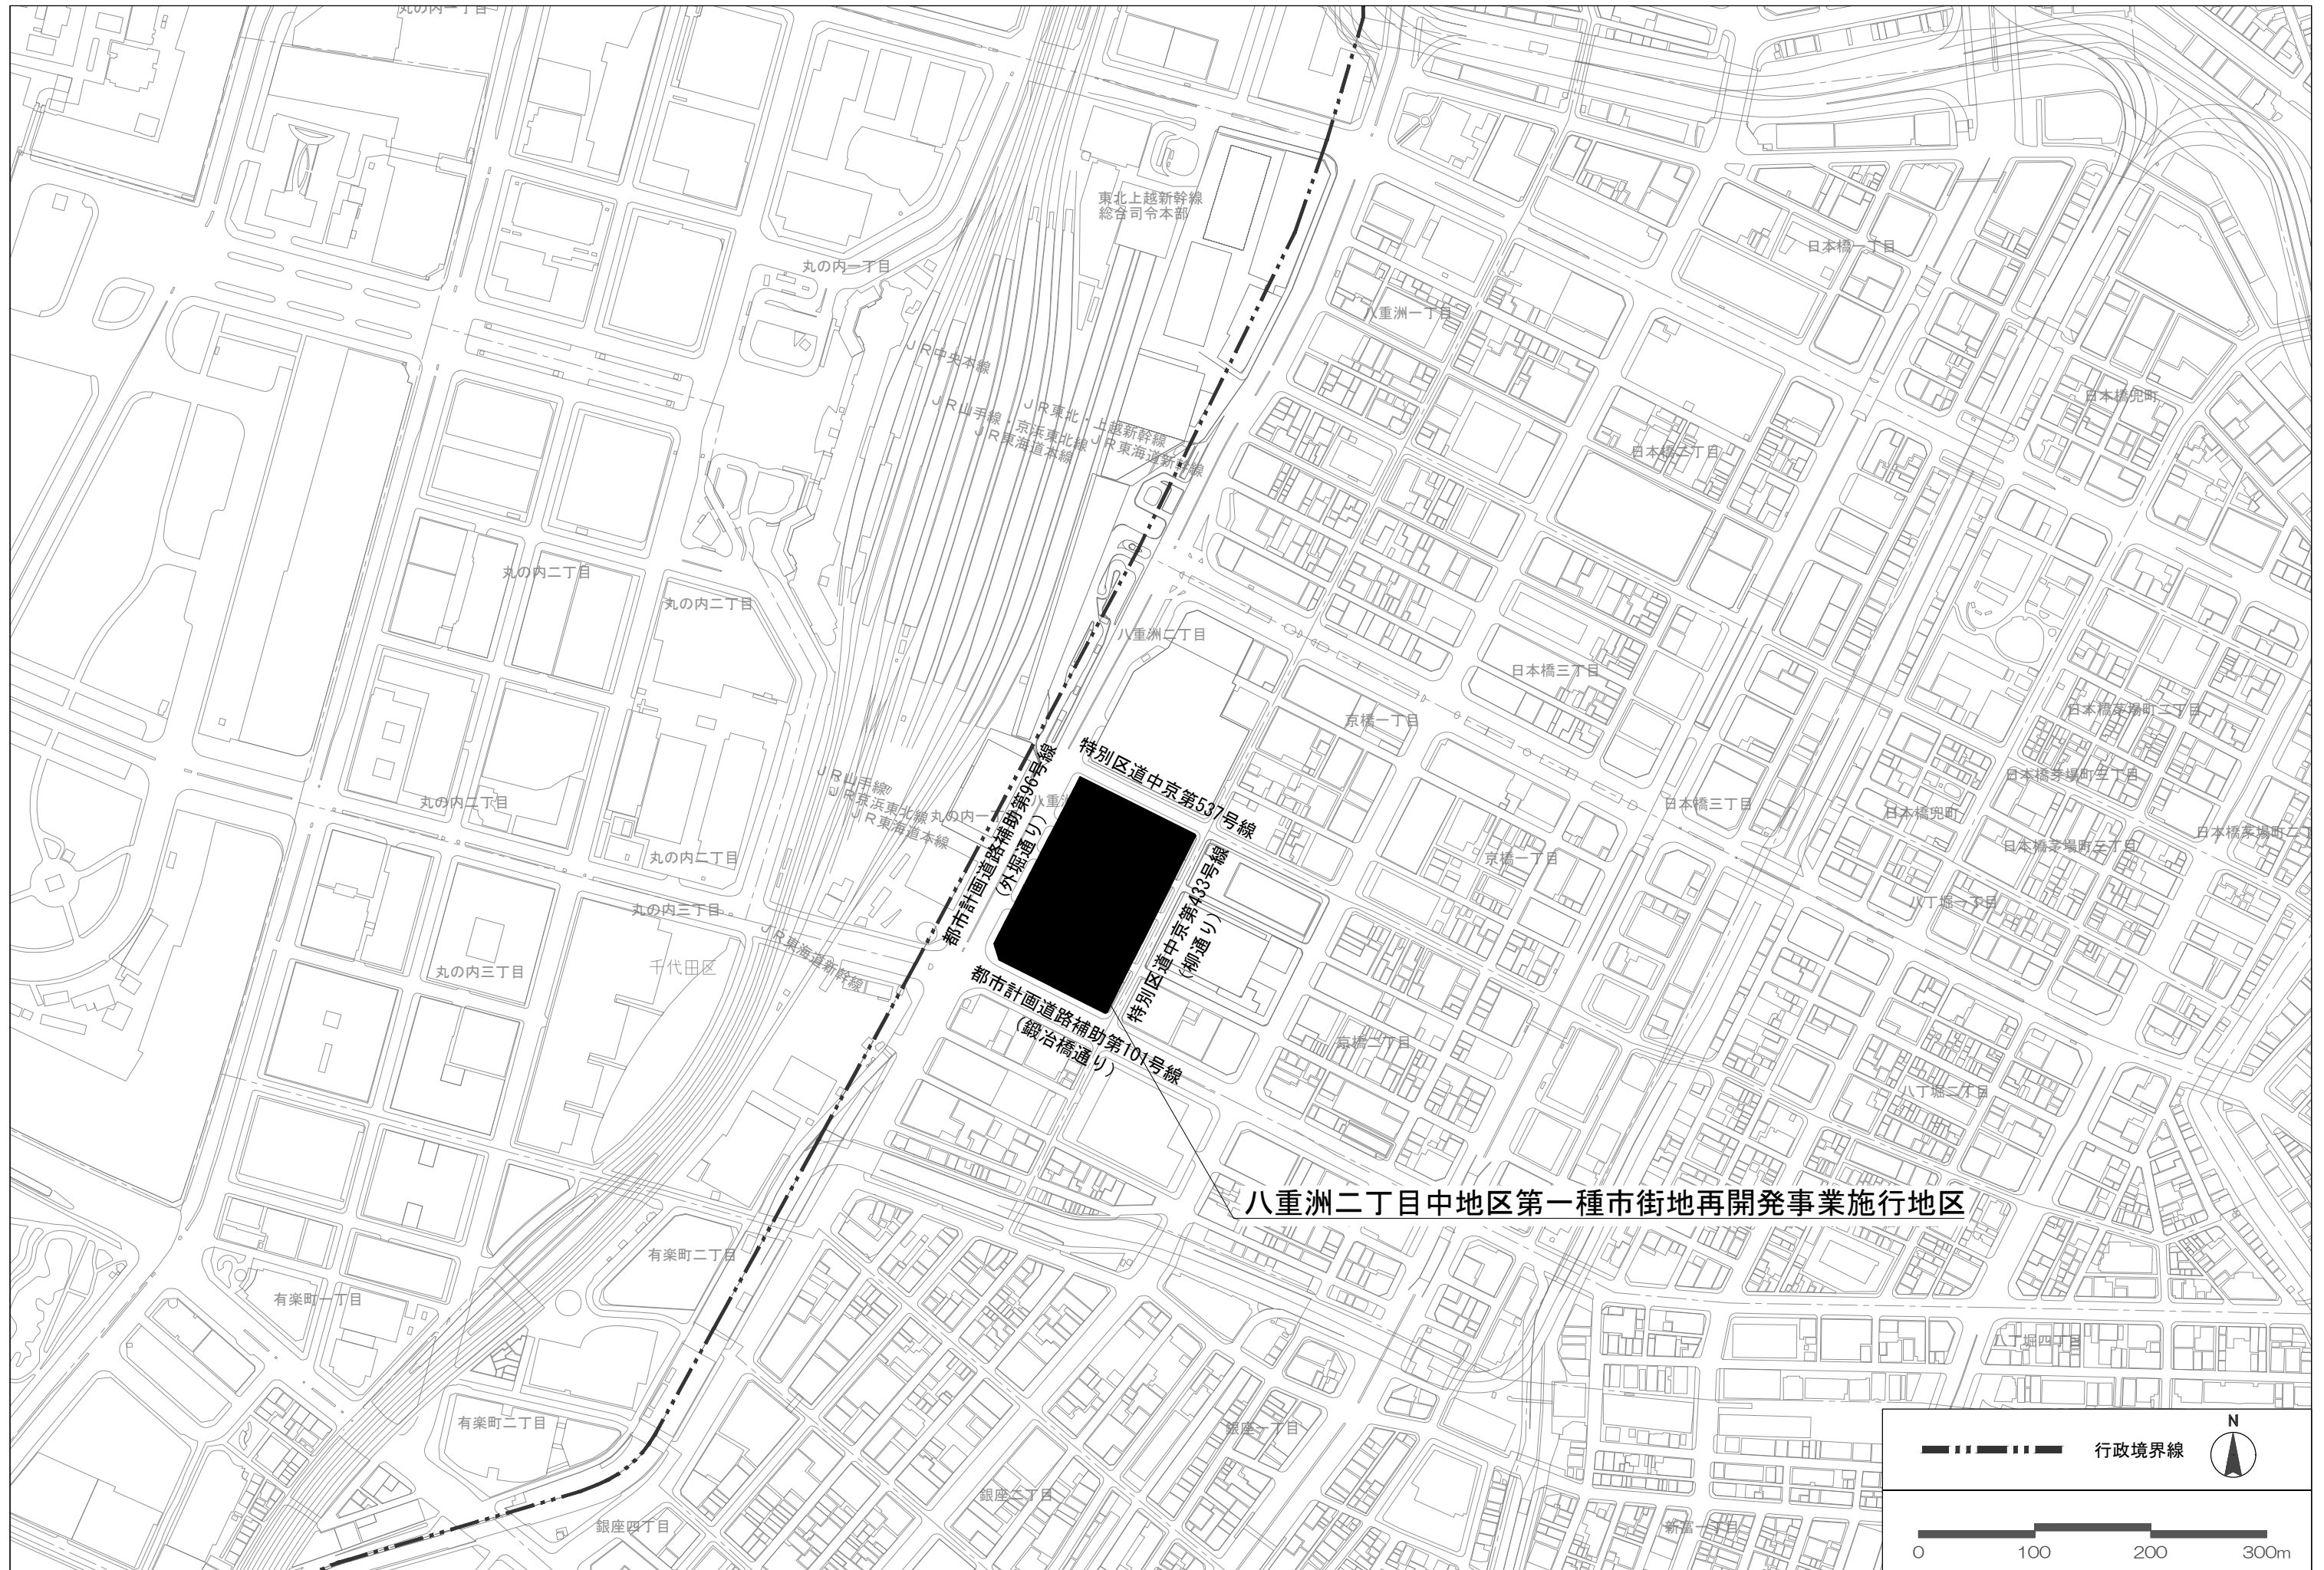 丸の内一丁目
東北上越新幹線
総合司令本部
日本橋一丁目
丸の内一丁目
八重洲一丁目
JR中央本線
日本橋兜町
JR山手線・京浜東北線
JR東海道本線
JR東北・上越新幹線
JR東海道新幹線
日本橋二丁目
丸の内二丁目
丸の内二丁目
八重洲二丁目
日本橋三丁目
京橋一丁目
日本橋茅場町二丁目
特別区道中京第537号線
日本橋茅場町三丁目
JR山手線
JR京浜東北線
JR東海道本線
丸の内一丁目
丸の内二丁目
日本橋三丁目
日本橋兜町
都市計画道路補助第96号線
(外堀通り)
日本橋茅場町三丁目
丸の内二丁目
京橋一丁目
特別区道中京第433号線
(柳通り)
丸の内三丁目
八丁堀一丁目
JR東海道新幹線
千代田区
丸の内三丁目
都市計画道路補助第101号線
(鍛冶橋通り)
京橋二丁目
八丁堀二丁目
八重洲二丁目中地区第一種市街地再開発事業施行地区
有楽町二丁目
有楽町一丁目
八丁堀四丁目
有楽町二丁目
銀座一丁目
銀座二丁目
銀座四丁目
新富一丁目
行政境界線
N
0 100 200 300m